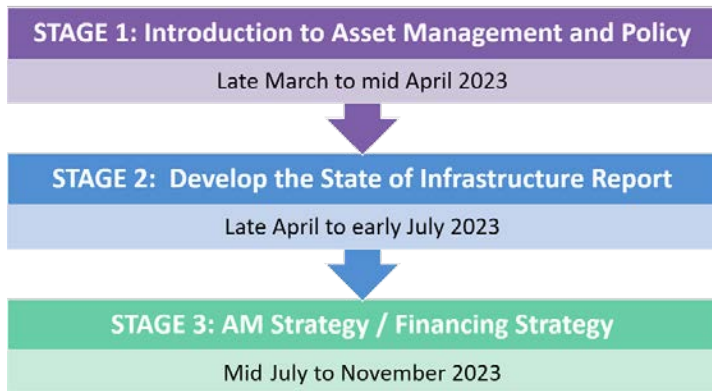 STAGE 1: Introduction to Asset Management and Policy
Late March to mid April 2023
STAGE 2:  Develop the State of Infrastructure Report
Late April to early July 2023
STAGE 3: AM Strategy / Financing Strategy
Mid July to November 2023